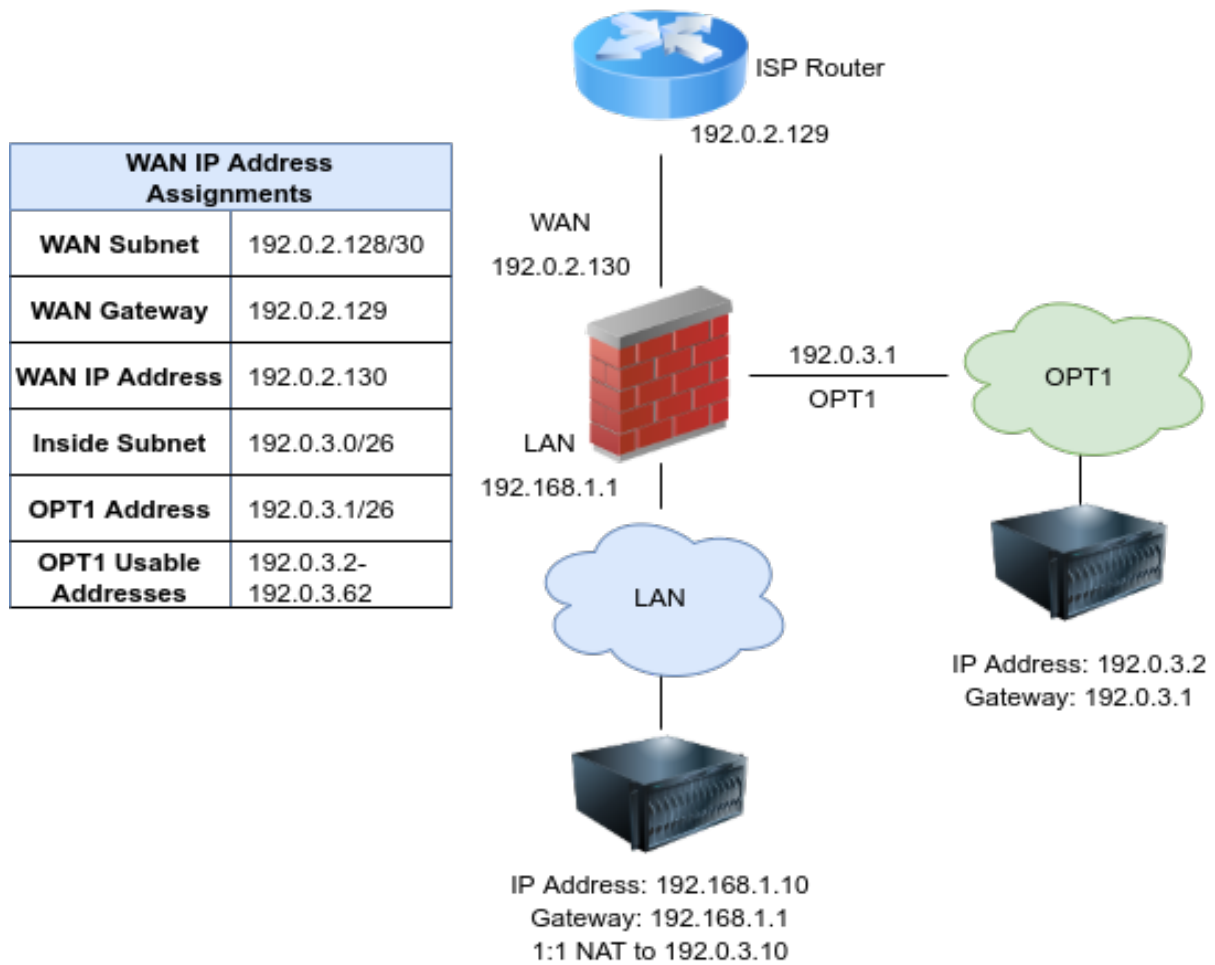 ISP Router
192.0.2.129
WAN IP Address
Assignments
WAN Subnet 192.0.2.128/30
WAN Gateway 192.0.2.129
WAN IP Address 192.0.2.130
Inside Subnet 192.0.3.0/26
OPT1 Address 192.0.3.1/26
OPT1 Usable 192.0.3.2-
Addresses 192.0.3.62
WAN
192.0.2.130
192.0.3.1
OPT1
OPT1
LAN
192.168.1.1
LAN
IP Address: 192.0.3.2
Gateway: 192.0.3.1
IP Address: 192.168.1.10
Gateway: 192.168.1.1
1:1 NAT to 192.0.3.10